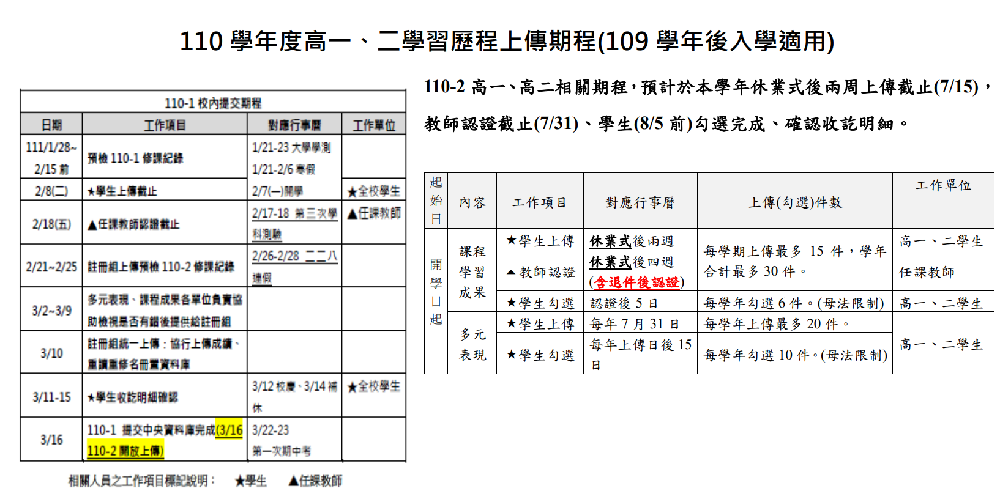 110 學年度高一、二學習歷程上傳期程(109 學年後入學適用)
110-1 校內提交期程
日期 工作項目 對應行事曆 工作單位
111/1/28~
2/15 前
預檢 110-1 修課紀錄
1/21-23 大學學測
1/21-2/6 寒假
2/7(一)開學
2/8(二) ★學生上傳截止 ★全校學生
2/18(五) ▲任課教師認證截止
2/17-18 第三次學
科測驗
▲任課教師
2/21~2/25 註冊組上傳預檢 110-2 修課紀錄
2/26-2/28 二二八
連假
3/2~3/9
多元表現、課程成果各單位負責協
助檢視是否有錯後提供給註冊組
3/10
註冊組統一上傳：協行上傳成績、
重讀重修名冊置資料庫
3/11-15 ★學生收訖明細確認
3/12 校慶、3/14 補
休
★全校學生
3/16
110-1 提交中央資料庫完成(3/16
110-2 開放上傳)
3/22-23
第一次期中考
相關人員之工作項目標記說明： ★學生 ▲任課教師
110-2 高一、高二相關期程，預計於本學年休業式後兩周上傳截止(7/15)，
教師認證截止(7/31)、學生(8/5 前)勾選完成、確認收訖明細。
起
始
日
內容 工作項目 對應行事曆 上傳(勾選)件數 工作單位
開
學
日
起
課程
學習
成果
★學生上傳 休業式後兩週
每學期上傳最多 15 件，學年
合計最多 30 件。
高一、二學生
▲教師認證
休業式後四週
(含退件後認證)
任課教師
★學生勾選 認證後 5 日 每學年勾選 6 件。(母法限制) 高一、二學生
多元
表現
★學生上傳 每年 7 月 31 日 每學年上傳最多 20 件。
高一、二學生
★學生勾選
每年上傳日後 15
日
每學年勾選 10 件。(母法限制)